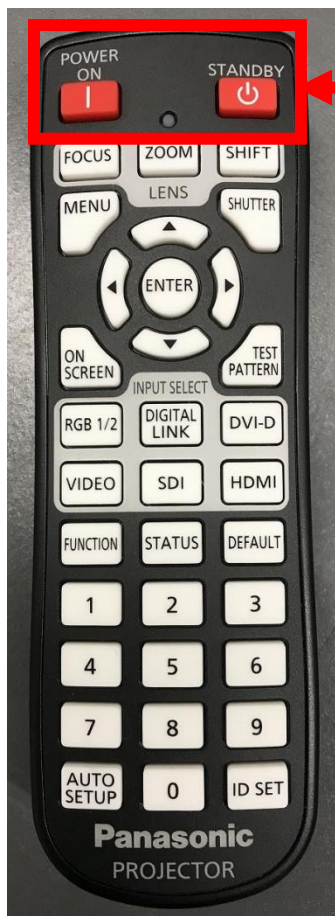 POWER
ON
STANDBY
FOCUS
ZOOM
SHIFT
LENS
MENU
SHUTTER
ENTER
ON
SCREEN
TEST
PATTERN
INPUT SELECT
RGB 1/2
DIGITAL
LINK
DVI-D
VIDEO
SDI
HDMI
FUNCTION
STATUS
DEFAULT
1
2
3
4
5
6
7
8
9
AUTO
SETUP
0
ID SET
Panasonic
PROJECTOR